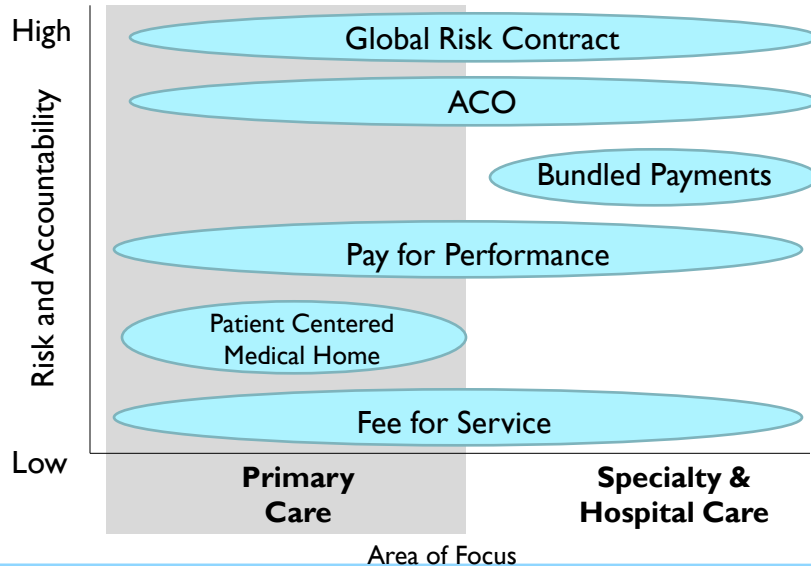 High
Global Risk Contract
ACO
Bundled Payments
Pay for Performance
Patient Centered
Medical Home
Fee for Service
Low
Risk and Accountability
Primary
Care
Specialty &
Hospital Care
Area of Focus